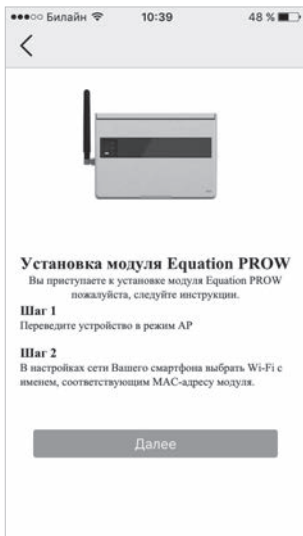 ●●●○○ Билайн 10:39 48 %
Установка модуля Equation PROW
Вы приступаете к установке модуля Equation PROW
пожалуйста, следуйте инструкции.
Шаг 1
Переведите устройство в режим AP
Шаг 2
В настройках сети Вашего смартфона выбрать Wi-Fi с
именем, соответствующим MAC-адресу модуля.
Далее